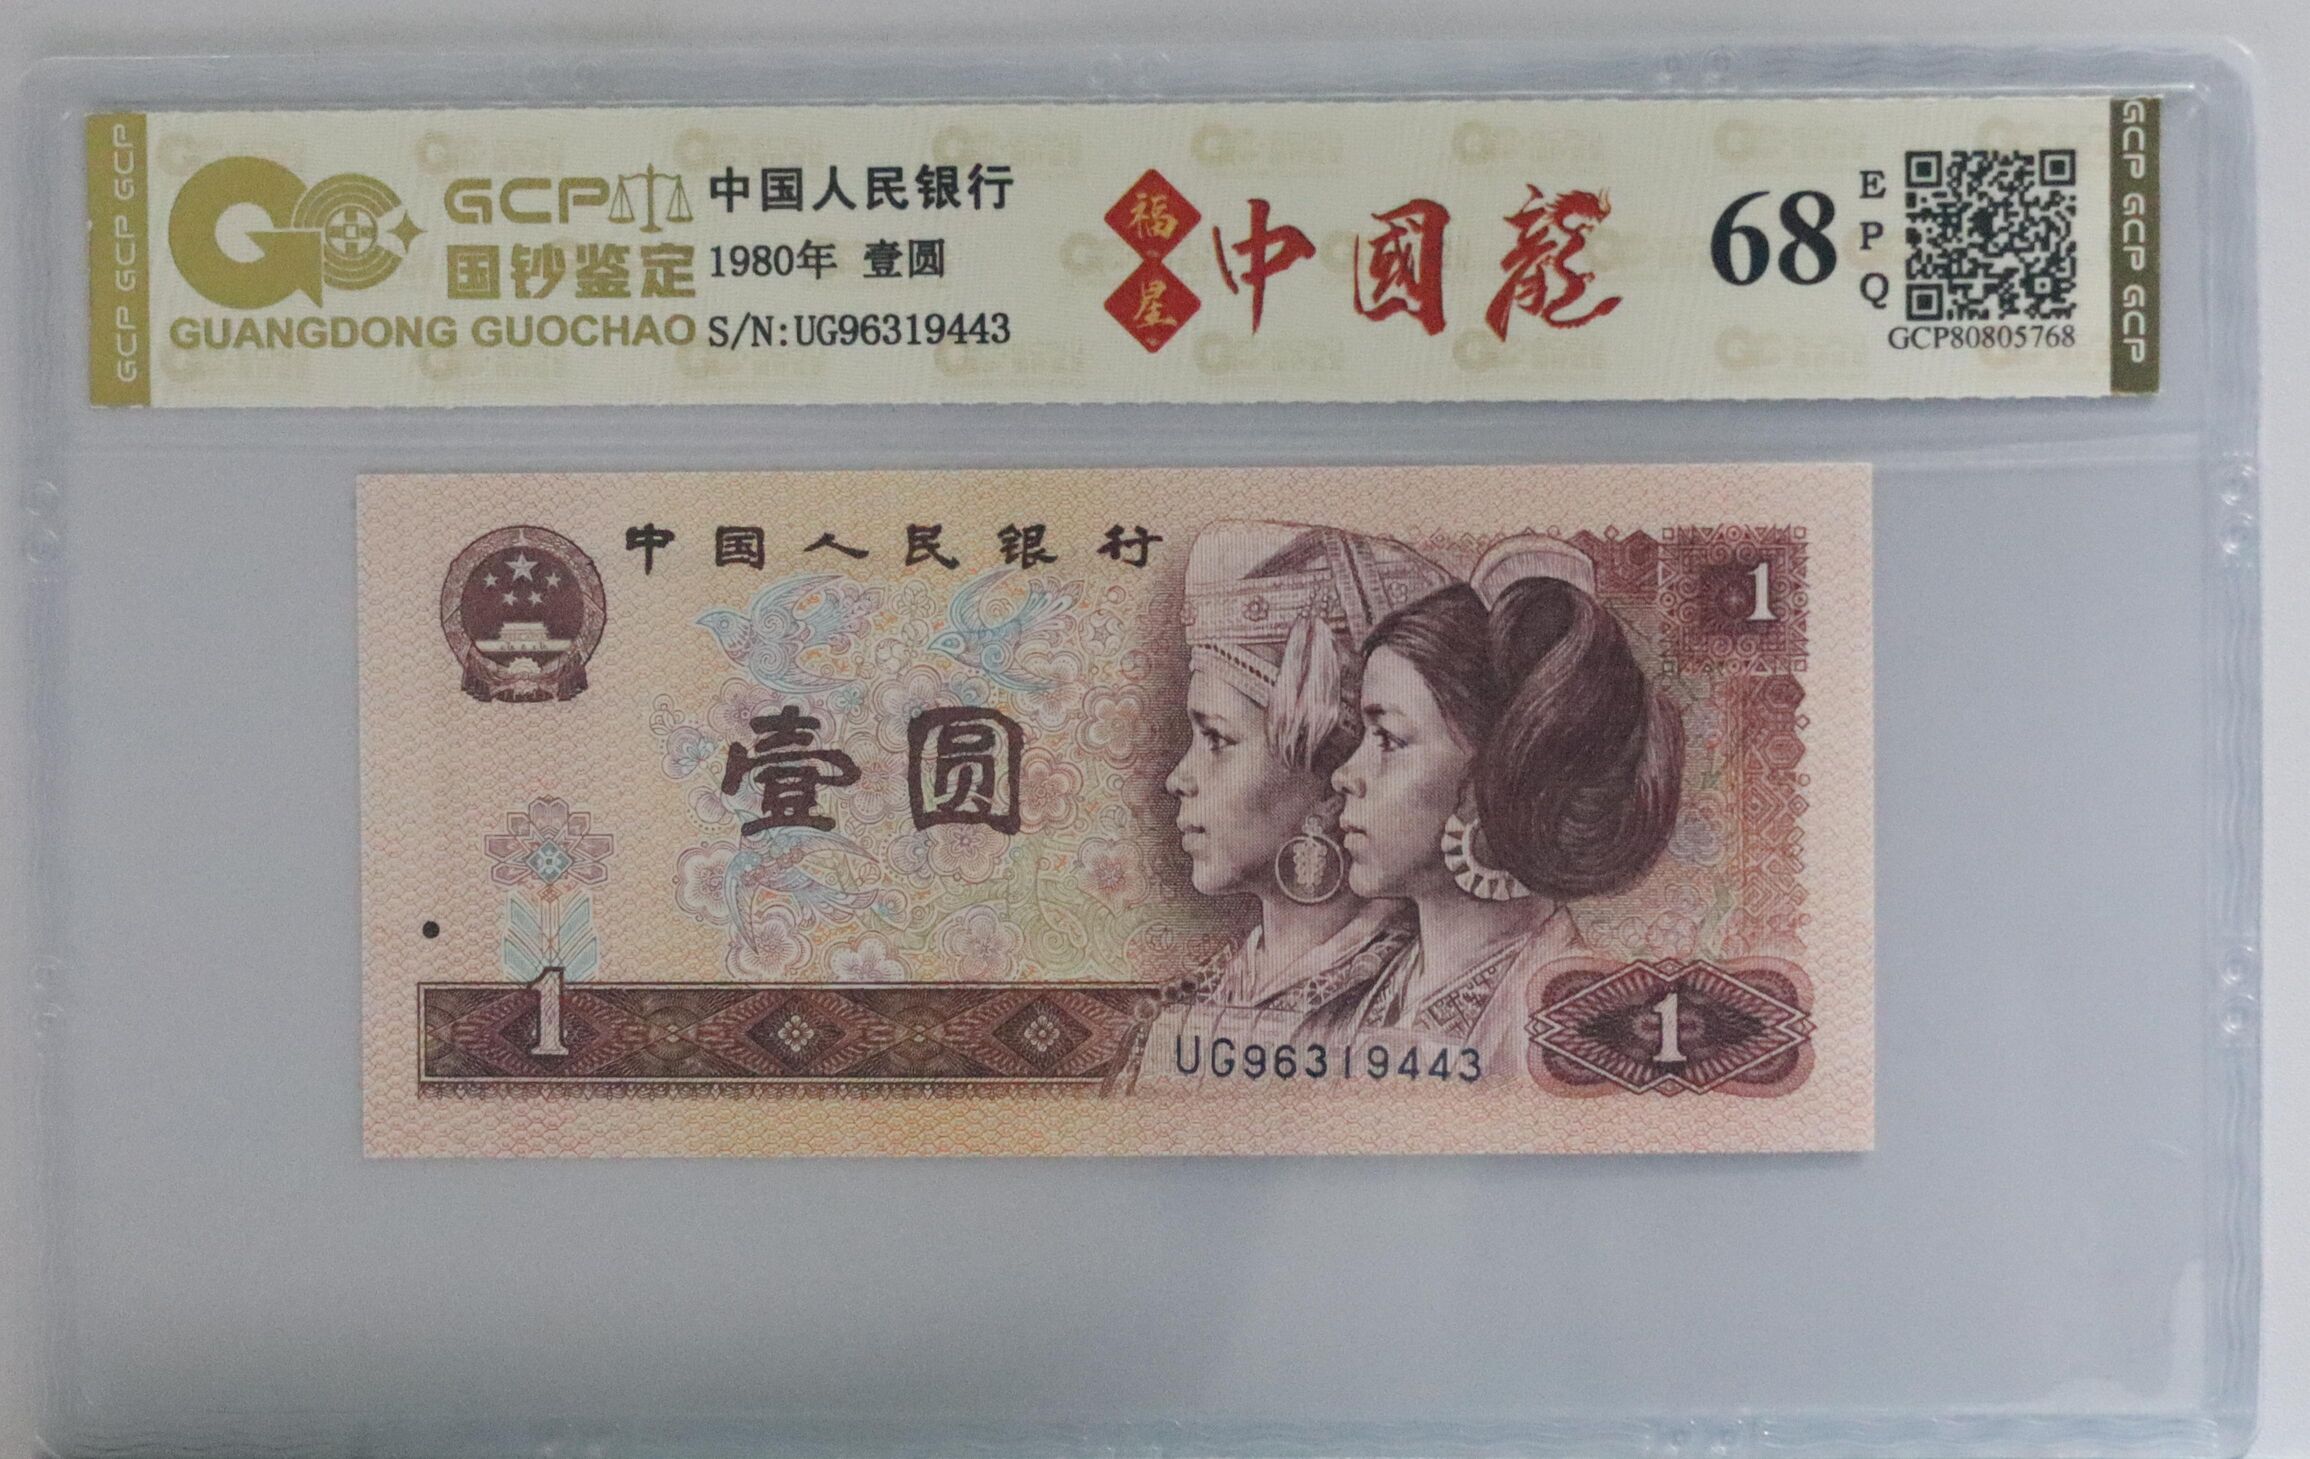 GCP GCP GCP
GCP
国钞鉴定
GUANGDONG GUOCHAO
中国人民银行
1980年 壹圆
S/N:UG96319443
福星
中國龍
68
EPQ
GCP80805768
GCP GCP GCP
中国人民银行
1
壹圆
1
UG96319443
1